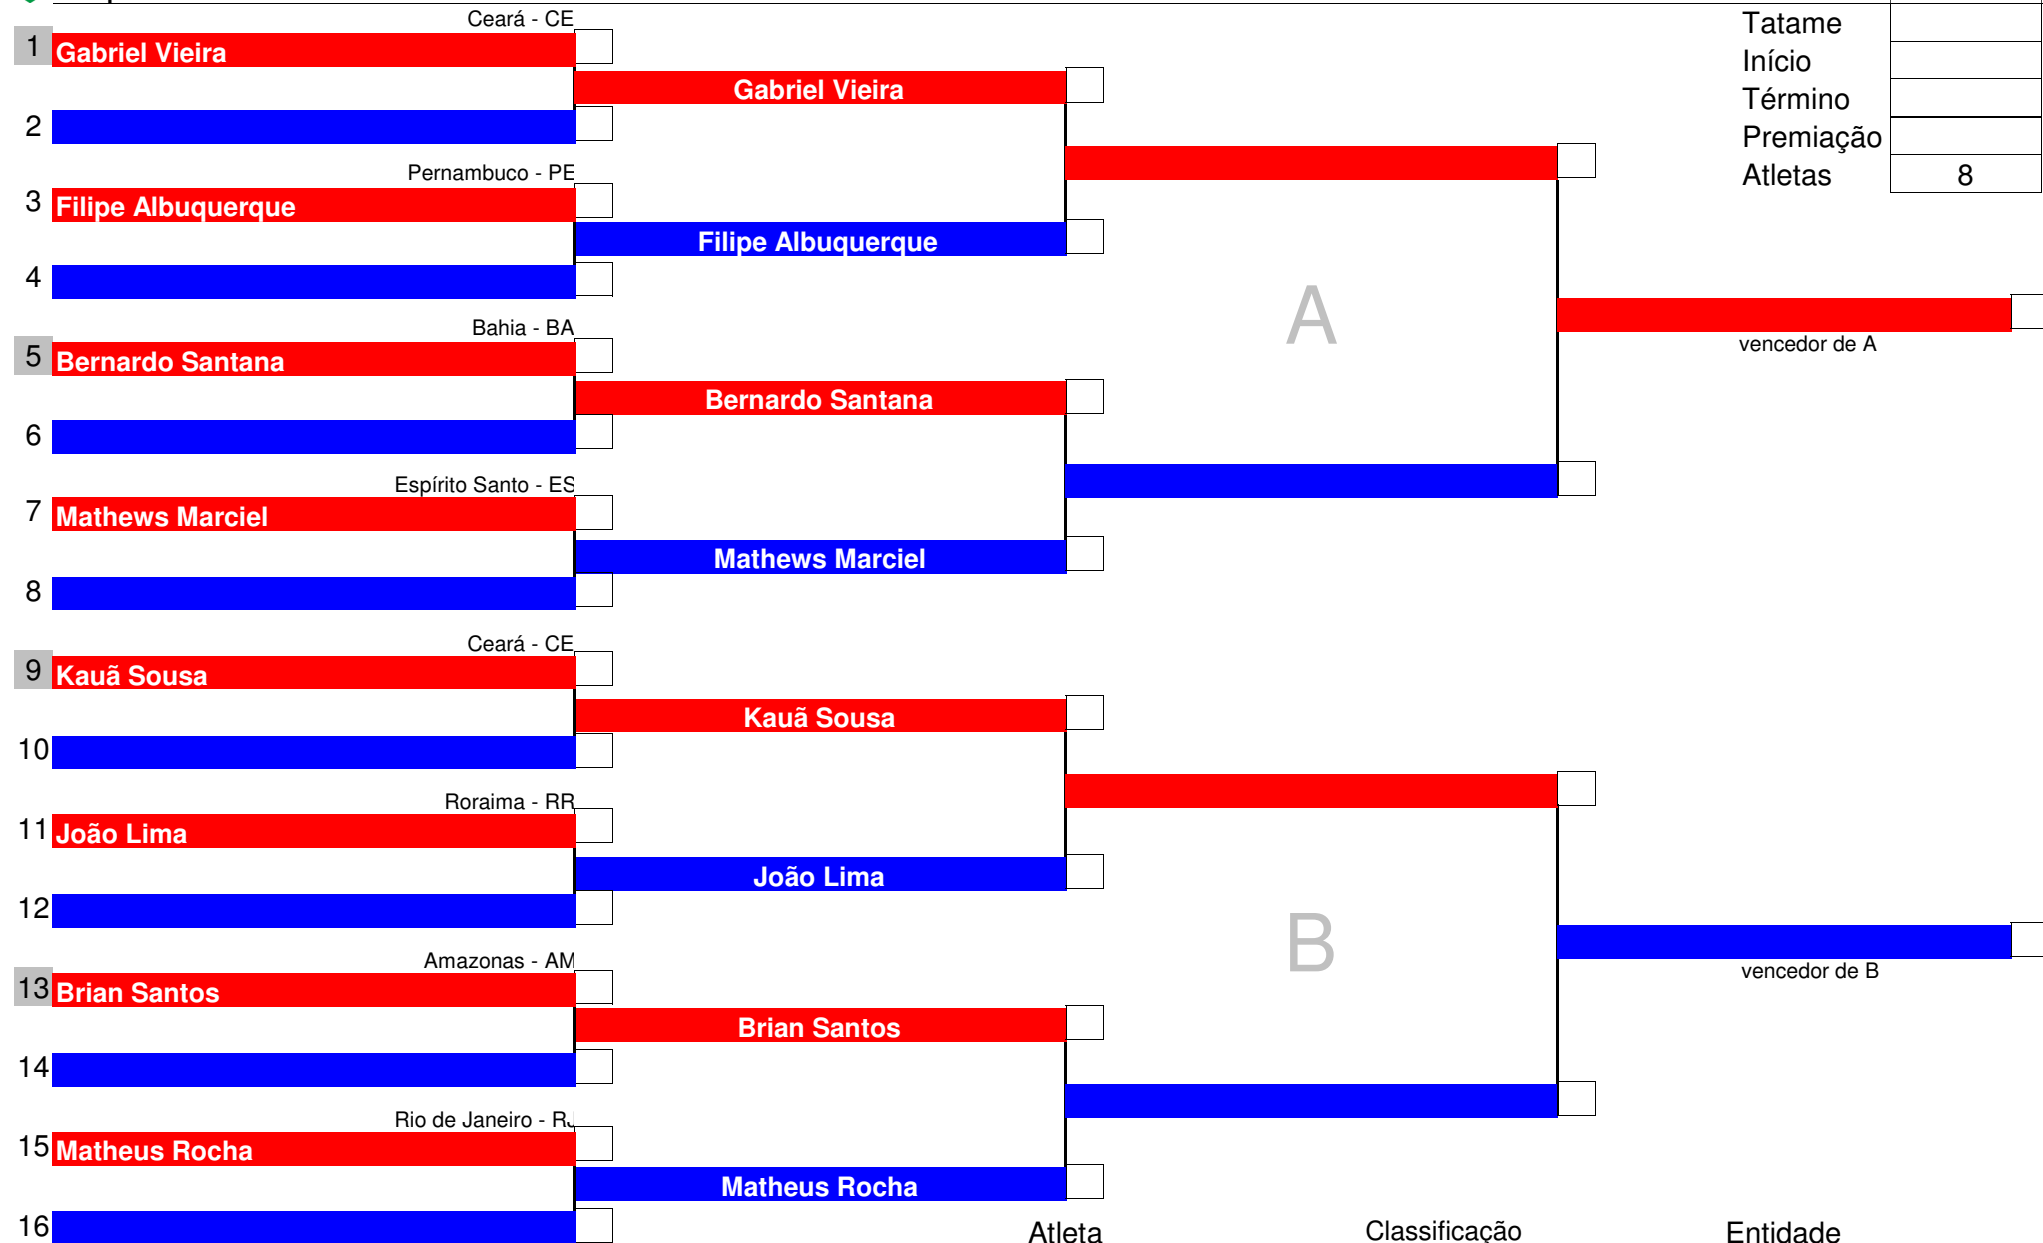 Ceará - CE
Tatame
1 Gabriel Vieira
Início
Gabriel Vieira
Término
2
Premiação
Pernambuco - PE
Atletas 8
3 Filipe Albuquerque
Filipe Albuquerque
4
A
Bahia - BA
vencedor de A
5 Bernardo Santana
Bernardo Santana
6
Espírito Santo - ES
7 Mathews Marciel
Mathews Marciel
8
Ceará - CE
9 Kauã Sousa
Kauã Sousa
10
Roraima - RR
11 João Lima
João Lima
12
B
Amazonas - AM
vencedor de B
13 Brian Santos
Brian Santos
14
Rio de Janeiro - RJ
15 Matheus Rocha
Matheus Rocha
16
Atleta Classificação Entidade